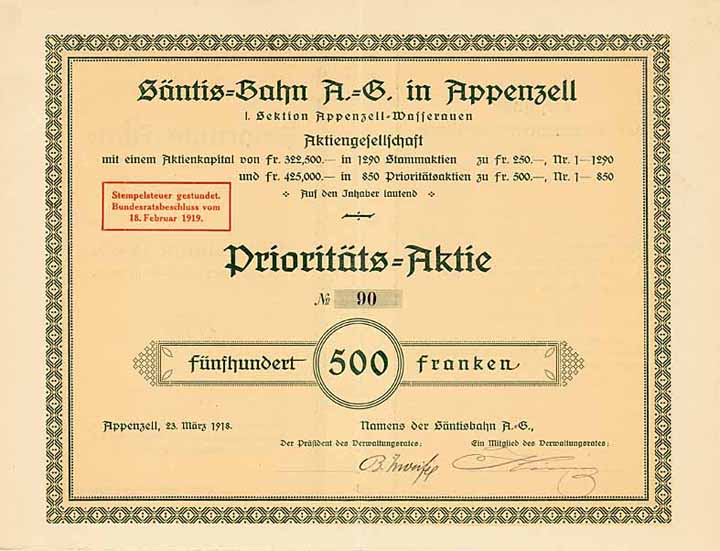 Säntis=Bahn A.=G. in Appenzell
I. Sektion Appenzell-Wasserauen
Aktiengesellschaft
mit einem Aktienkapital von fr. 322,500.— in 1290 Stammaktien zu fr. 250.—, Nr. 1—1290
und fr. 425,000.— in 850 Prioritätsaktien zu fr. 500.—, Nr. 1—850
Auf den Inhaber lautend
Stempelsteuer gestundet.
Bundesratsbeschluss vom
18. Februar 1919.
Prioritäts=Aktie
№ 90
fünfhundert 500 franken
Appenzell, 23. März 1918.
Namens der Säntisbahn A.=G.,
Der Präsident des Verwaltungsrates: Ein Mitglied des Verwaltungsrates: